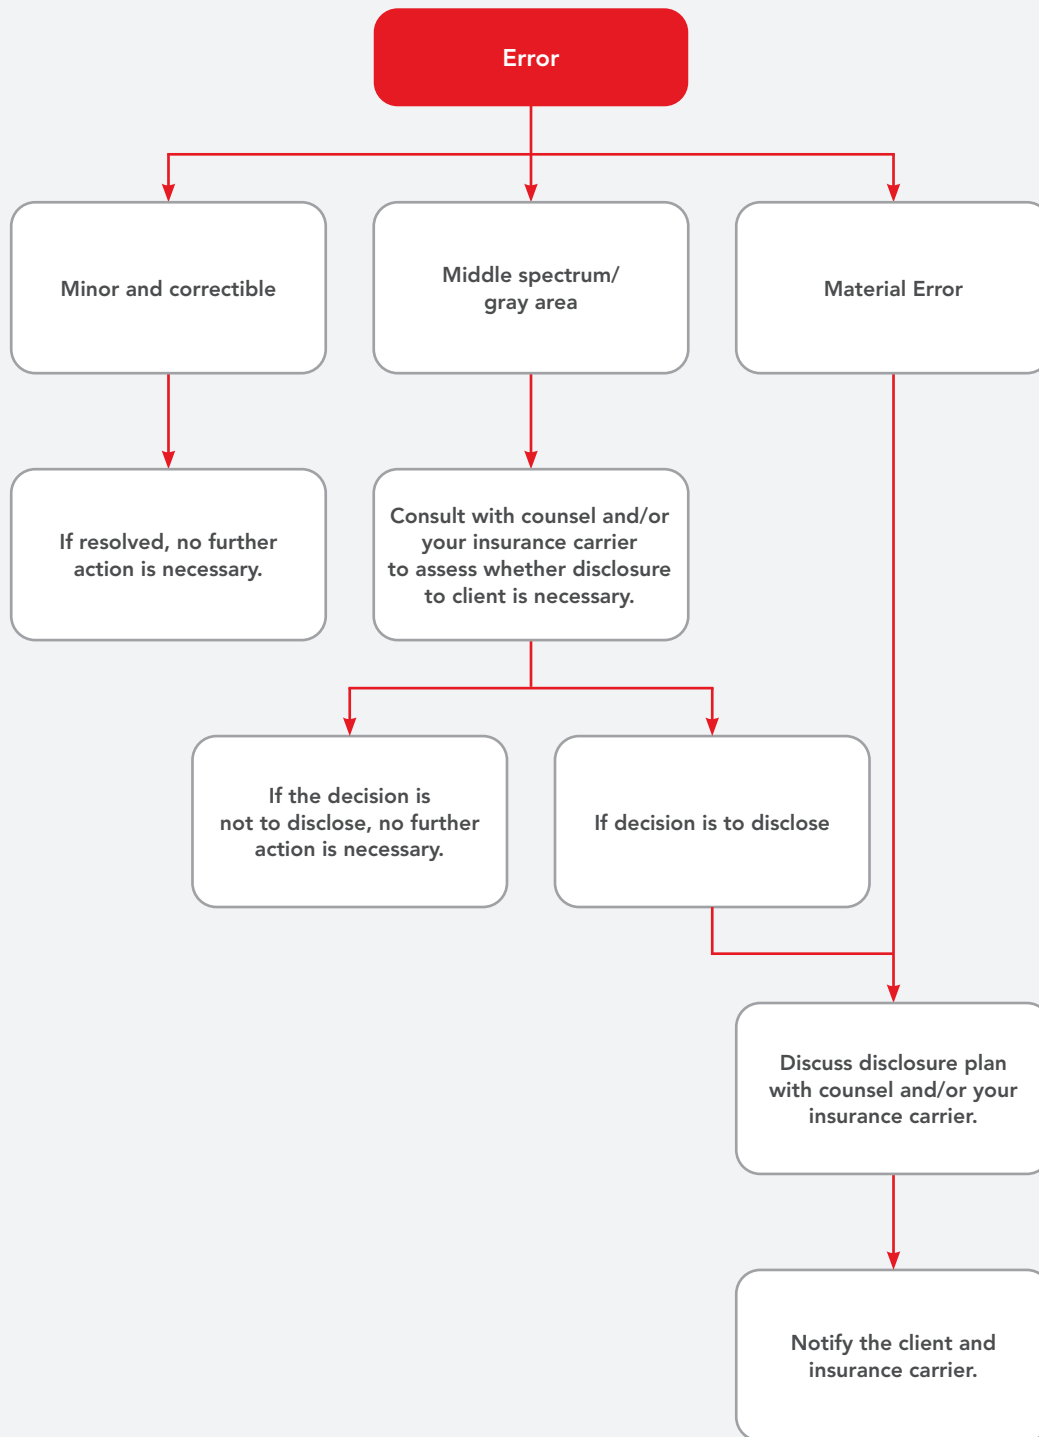 Error
Minor and correctible
Middle spectrum/
gray area
Material Error
If resolved, no further
action is necessary.
Consult with counsel and/or
your insurance carrier
to assess whether disclosure
to client is necessary.
If the decision is
not to disclose, no further
action is necessary.
If decision is to disclose
Discuss disclosure plan
with counsel and/or your
insurance carrier.
Notify the client and
insurance carrier.